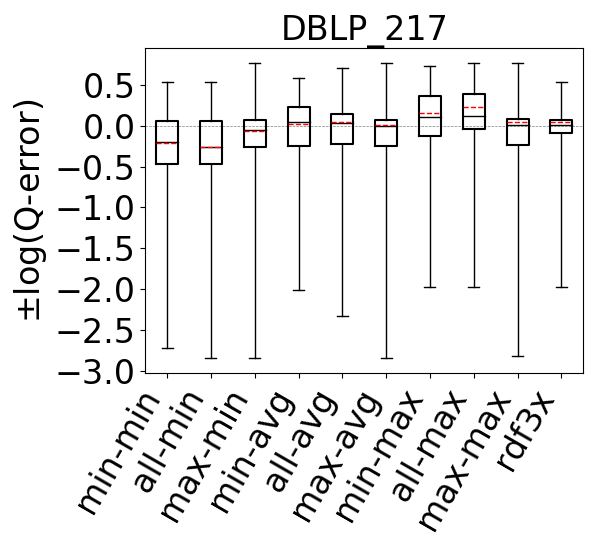 DBLP_217
±log(Q-error)
0.5
0.0
−0.5
−1.0
−1.5
−2.0
−2.5
−3.0
min-min
all-min
max-min
min-avg
all-avg
max-avg
min-max
all-max
max-max
rdf3x